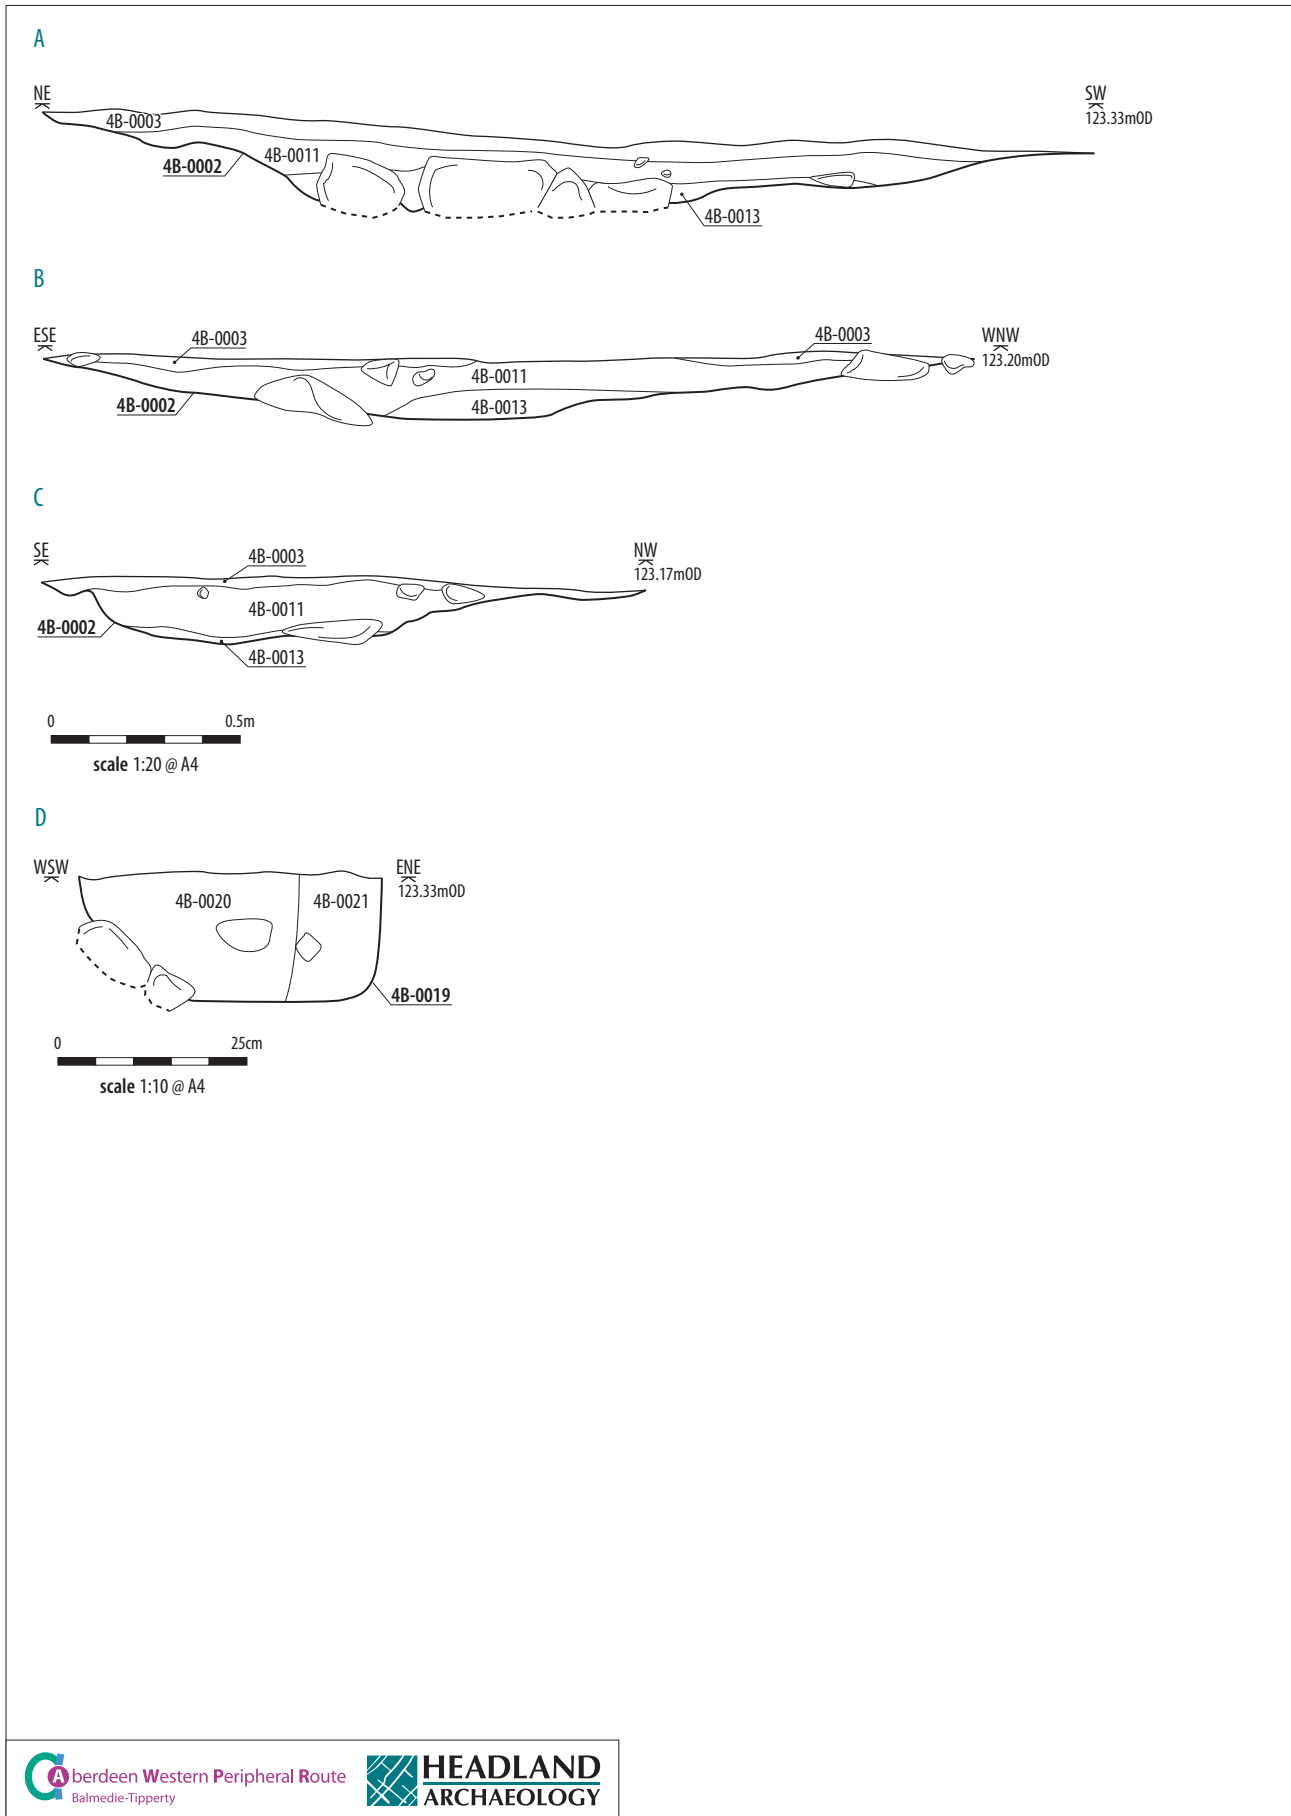 A
NE
SW
123.33mOD
4B-0003
4B-0011
4B-0002
4B-0013
B
ESE
4B-0003
4B-0003
WNW
123.20mOD
4B-0011
4B-0002
4B-0013
C
SE
4B-0003
NW
123.17mOD
4B-0011
4B-0002
4B-0013
0 0.5m
scale 1:20 @ A4
D
WSW
ENE
123.33mOD
4B-0020
4B-0021
4B-0019
0 25cm
scale 1:10 @ A4
Aberdeen Western Peripheral Route
Balmedie-Tipperty
HEADLAND
ARCHAEOLOGY